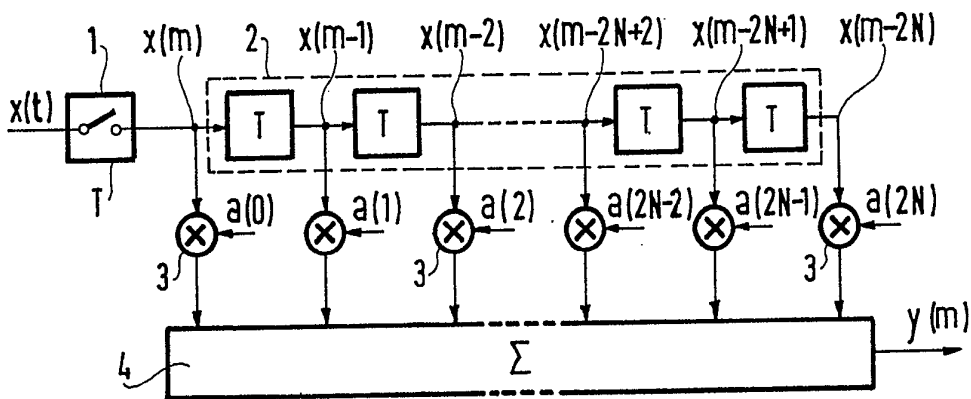 1 x(m) 2 x(m-1) x(m-2) x(m-2N+2) x(m-2N+1) x(m-2N)
x(t)
T T T T
T
a(0) a(1) a(2) a(2N-2) a(2N-1) a(2N)
3 3 3
y(m)
4 Σ